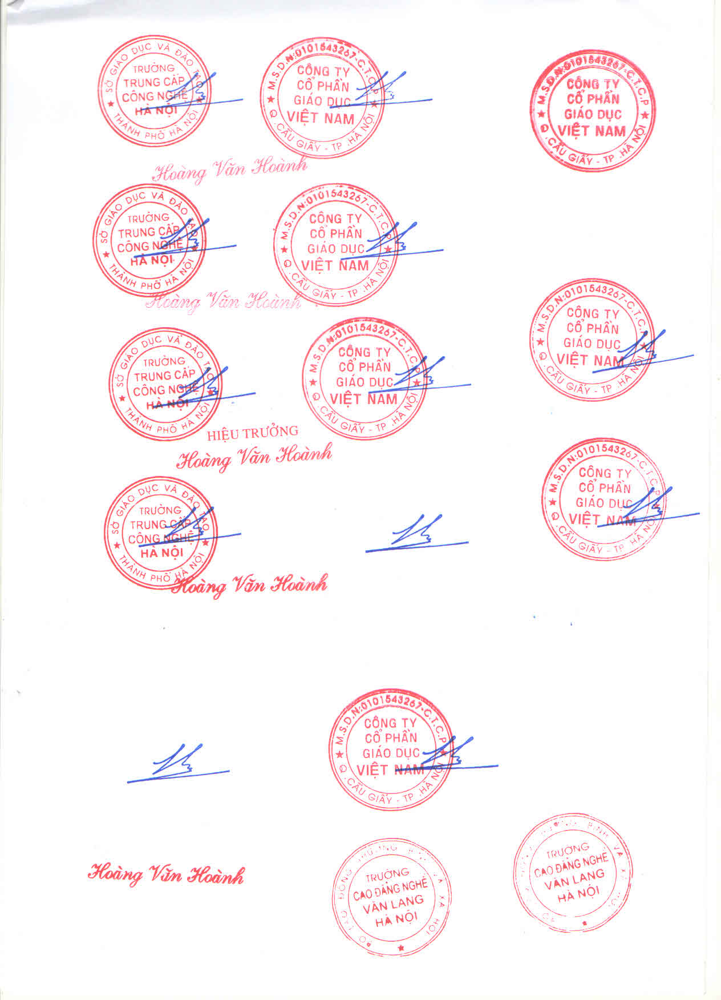 SỞ GIÁO DỤC VÀ ĐÀO TẠO
TRƯỜNG
TRUNG CẤP
CÔNG NGHỆ
HÀ NỘI
★ THÀNH PHỐ HÀ NỘI ★
M.S.D.N:0101543267-C.T.C.P
CÔNG TY
CỔ PHẦN
GIÁO DỤC
VIỆT NAM
★ Q .CẦU GIẤY - TP .HÀ NỘI ★
M.S.D.N:0101543267-C.T.C.P
CÔNG TY
CỔ PHẦN
GIÁO DỤC
VIỆT NAM
★ Q .CẦU GIẤY - TP .HÀ NỘI ★
Hoàng Văn Hoành
SỞ GIÁO DỤC VÀ ĐÀO TẠO
TRƯỜNG
TRUNG CẤP
CÔNG NGHỆ
HÀ NỘI
★ THÀNH PHỐ HÀ NỘI ★
M.S.D.N:0101543267-C.T.C.P
CÔNG TY
CỔ PHẦN
GIÁO DỤC
VIỆT NAM
★ Q .CẦU GIẤY - TP .HÀ NỘI ★
Hoàng Văn Hoành
M.S.D.N:0101543267-C.T.C.P
CÔNG TY
CỔ PHẦN
GIÁO DỤC
VIỆT NAM
★ Q .CẦU GIẤY - TP .HÀ NỘI ★
SỞ GIÁO DỤC VÀ ĐÀO TẠO
TRƯỜNG
TRUNG CẤP
CÔNG NGHỆ
HÀ NỘI
★ THÀNH PHỐ HÀ NỘI ★
M.S.D.N:0101543267-C.T.C.P
CÔNG TY
CỔ PHẦN
GIÁO DỤC
VIỆT NAM
★ Q .CẦU GIẤY - TP .HÀ NỘI ★
HIỆU TRƯỞNG
Hoàng Văn Hoành
M.S.D.N:0101543267-C.T.C.P
CÔNG TY
CỔ PHẦN
GIÁO DỤC
VIỆT NAM
★ Q .CẦU GIẤY - TP .HÀ NỘI ★
SỞ GIÁO DỤC VÀ ĐÀO TẠO
TRƯỜNG
TRUNG CẤP
CÔNG NGHỆ
HÀ NỘI
★ THÀNH PHỐ HÀ NỘI ★
Hoàng Văn Hoành
M.S.D.N:0101543267-C.T.C.P
CÔNG TY
CỔ PHẦN
GIÁO DỤC
VIỆT NAM
★ Q .CẦU GIẤY - TP .HÀ NỘI ★
Hoàng Văn Hoành
TRƯỜNG
CAO ĐẲNG NGHỀ
VĂN LANG
HÀ NỘI
VÀ XÃ HỘI
TRƯỜNG
CAO ĐẲNG NGHỀ
VĂN LANG
HÀ NỘI